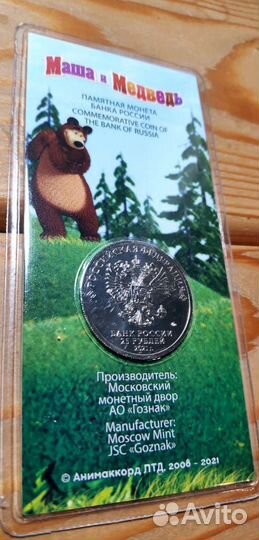 Маша и Медведь
ПАМЯТНАЯ МОНЕТА
БАНКА РОССИИ
COMMEMORATIVE COIN OF
THE BANK OF RUSSIA
РОССИЙСКАЯ ФЕДЕРАЦИЯ
БАНК РОССИИ
25 РУБЛЕЙ
2021 г.
Производитель:
Московский
монетный двор
АО «Гознак»
Manufacturer:
Moscow Mint
JSC «Goznak»
© Анимаккорд ЛТД. 2008 - 2021
Avito